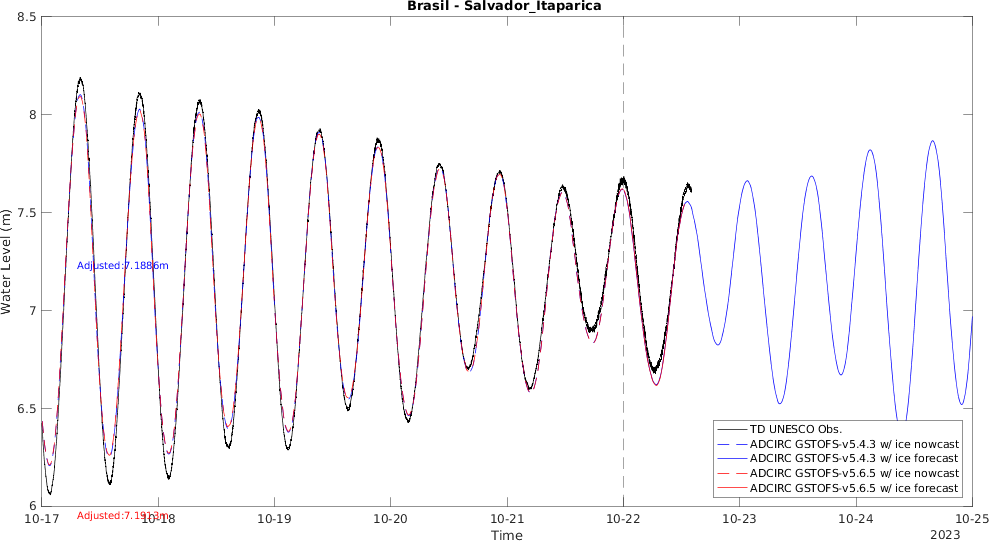 Brasil - Salvador_Itaparica
8.5
8
7.5
7
6.5
6
Water Level (m)
Adjusted:7.1886m
Adjusted:7.1913m
TD UNESCO Obs.
ADCIRC GSTOFS-v5.4.3 w/ ice nowcast
ADCIRC GSTOFS-v5.4.3 w/ ice forecast
ADCIRC GSTOFS-v5.6.5 w/ ice nowcast
ADCIRC GSTOFS-v5.6.5 w/ ice forecast
10-17 10-18 10-19 10-20 10-21 10-22 10-23 10-24 10-25
Time
2023